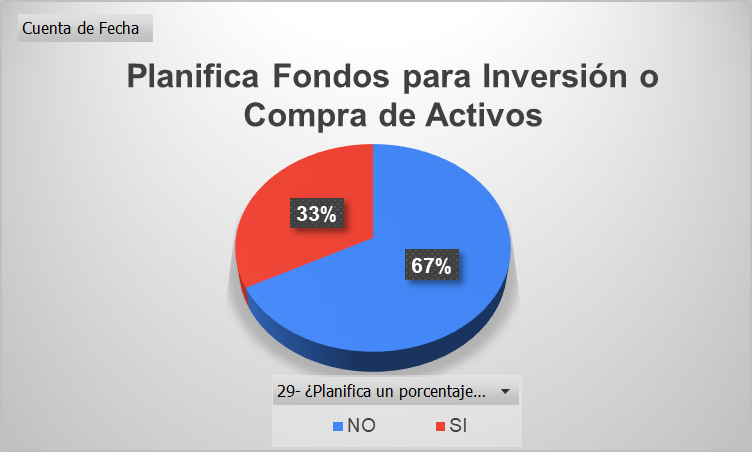 Cuenta de Fecha
Planifica Fondos para Inversión o
Compra de Activos
33%
67%
29- ¿Planifica un porcentaje...
NO
SI